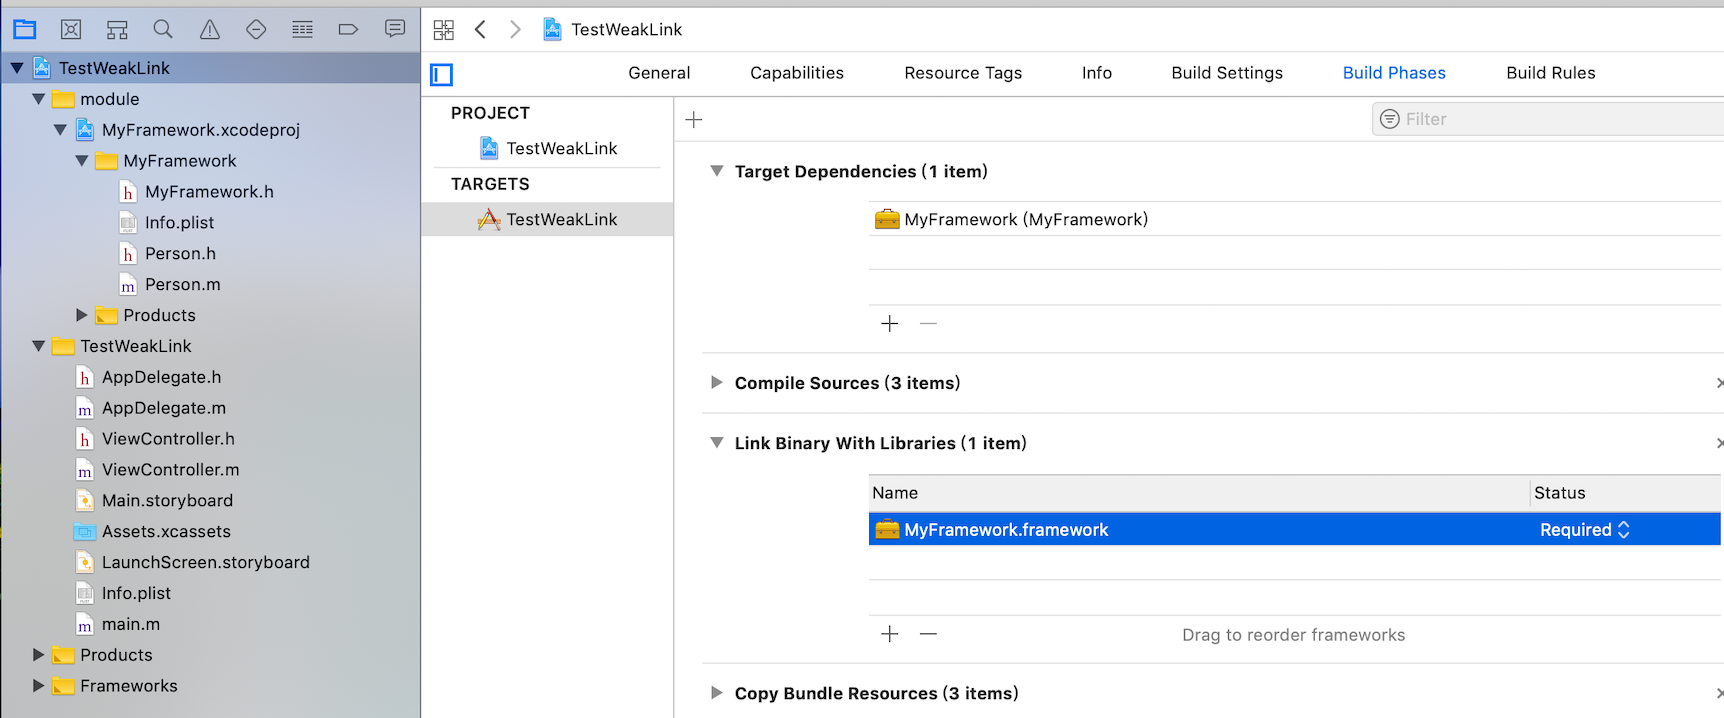 TestWeakLink
module
MyFramework.xcodeproj
MyFramework
h MyFramework.h
Info.plist
h Person.h
m Person.m
Products
TestWeakLink
h AppDelegate.h
m AppDelegate.m
h ViewController.h
m ViewController.m
Main.storyboard
Assets.xcassets
LaunchScreen.storyboard
Info.plist
m main.m
Products
Frameworks
TestWeakLink
General Capabilities Resource Tags Info Build Settings Build Phases Build Rules
PROJECT
TestWeakLink
TARGETS
TestWeakLink
Filter
Target Dependencies (1 item)
MyFramework (MyFramework)
Compile Sources (3 items)
Link Binary With Libraries (1 item)
Name Status
MyFramework.framework Required
Drag to reorder frameworks
Copy Bundle Resources (3 items)